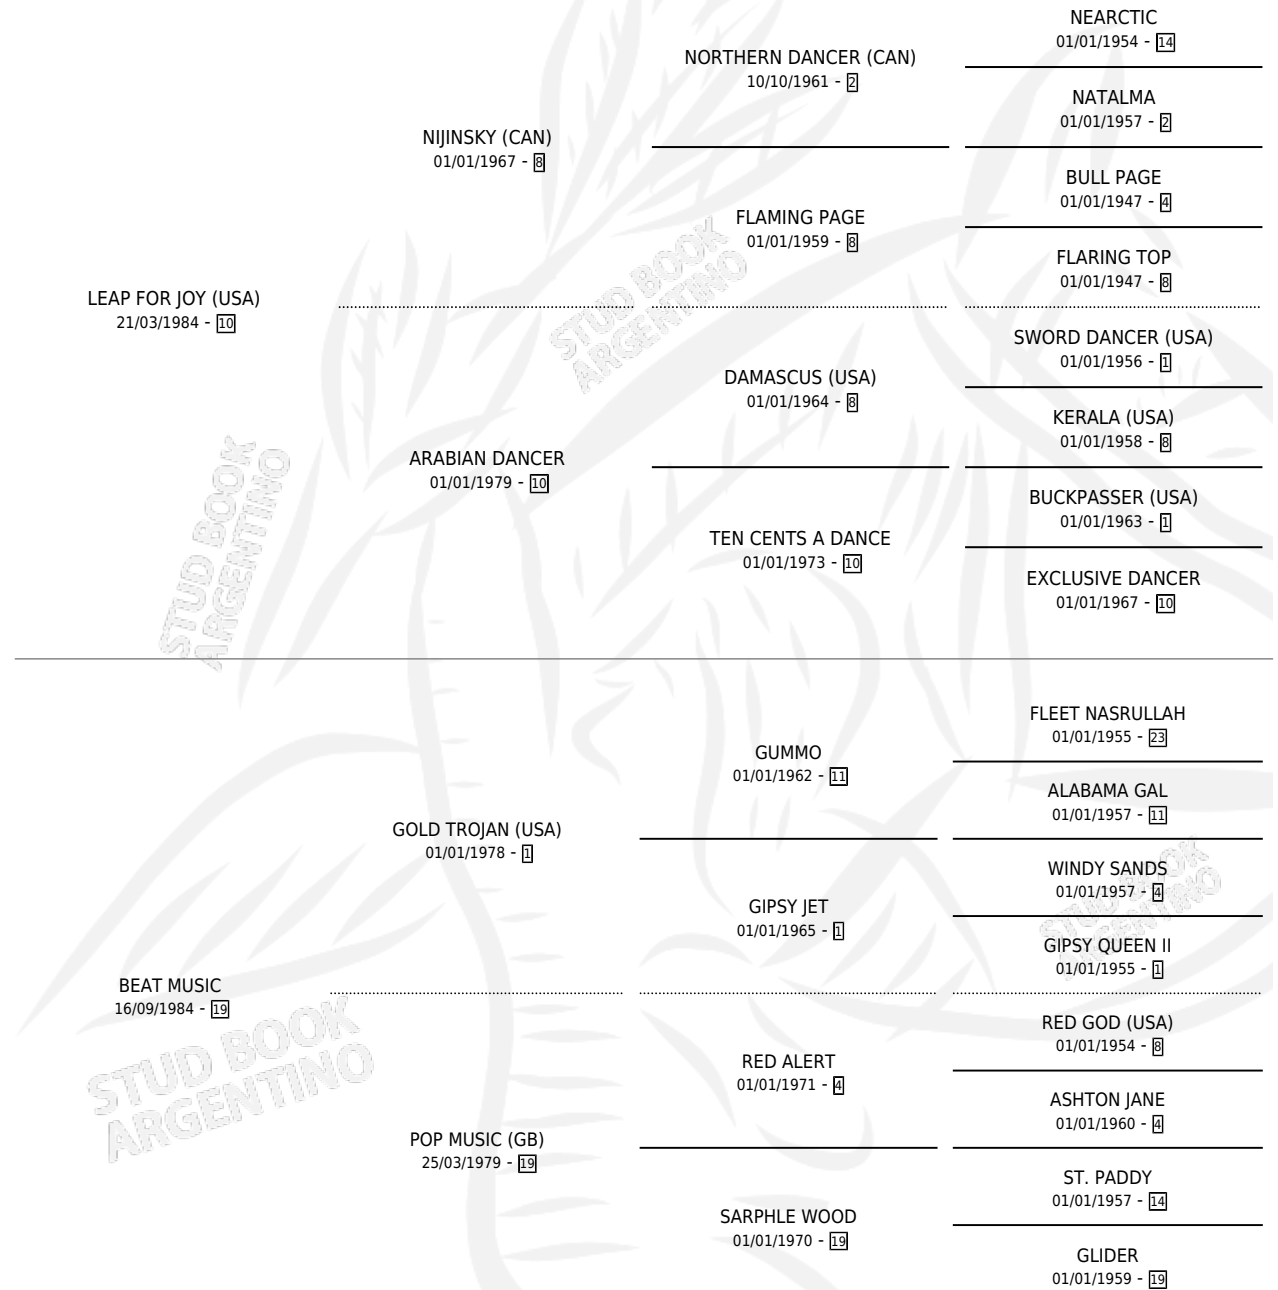 NEARCTIC
01/01/1954 - 14
NORTHERN DANCER (CAN)
10/10/1961 - 2
NATALMA
01/01/1957 - 2
NIJINSKY (CAN)
01/01/1967 - 8
BULL PAGE
01/01/1947 - 4
FLAMING PAGE
01/01/1959 - 8
FLARING TOP
01/01/1947 - 8
LEAP FOR JOY (USA)
21/03/1984 - 10
SWORD DANCER (USA)
01/01/1956 - 1
DAMASCUS (USA)
01/01/1964 - 8
KERALA (USA)
01/01/1958 - 8
ARABIAN DANCER
01/01/1979 - 10
BUCKPASSER (USA)
01/01/1963 - 1
TEN CENTS A DANCE
01/01/1973 - 10
EXCLUSIVE DANCER
01/01/1967 - 10
FLEET NASRULLAH
01/01/1955 - 23
GUMMO
01/01/1962 - 11
ALABAMA GAL
01/01/1957 - 11
GOLD TROJAN (USA)
01/01/1978 - 1
WINDY SANDS
01/01/1957 - 4
GIPSY JET
01/01/1965 - 1
GIPSY QUEEN II
01/01/1955 - 1
BEAT MUSIC
16/09/1984 - 19
RED GOD (USA)
01/01/1954 - 8
RED ALERT
01/01/1971 - 4
ASHTON JANE
01/01/1960 - 4
POP MUSIC (GB)
25/03/1979 - 19
ST. PADDY
01/01/1957 - 14
SARPHLE WOOD
01/01/1970 - 19
GLIDER
01/01/1959 - 19
STUD BOOK
ARGENTINO
STUD BOOK
ARGENTINO
STUD BOOK
ARGENTINO
STUD BOOK
ARGENTINO